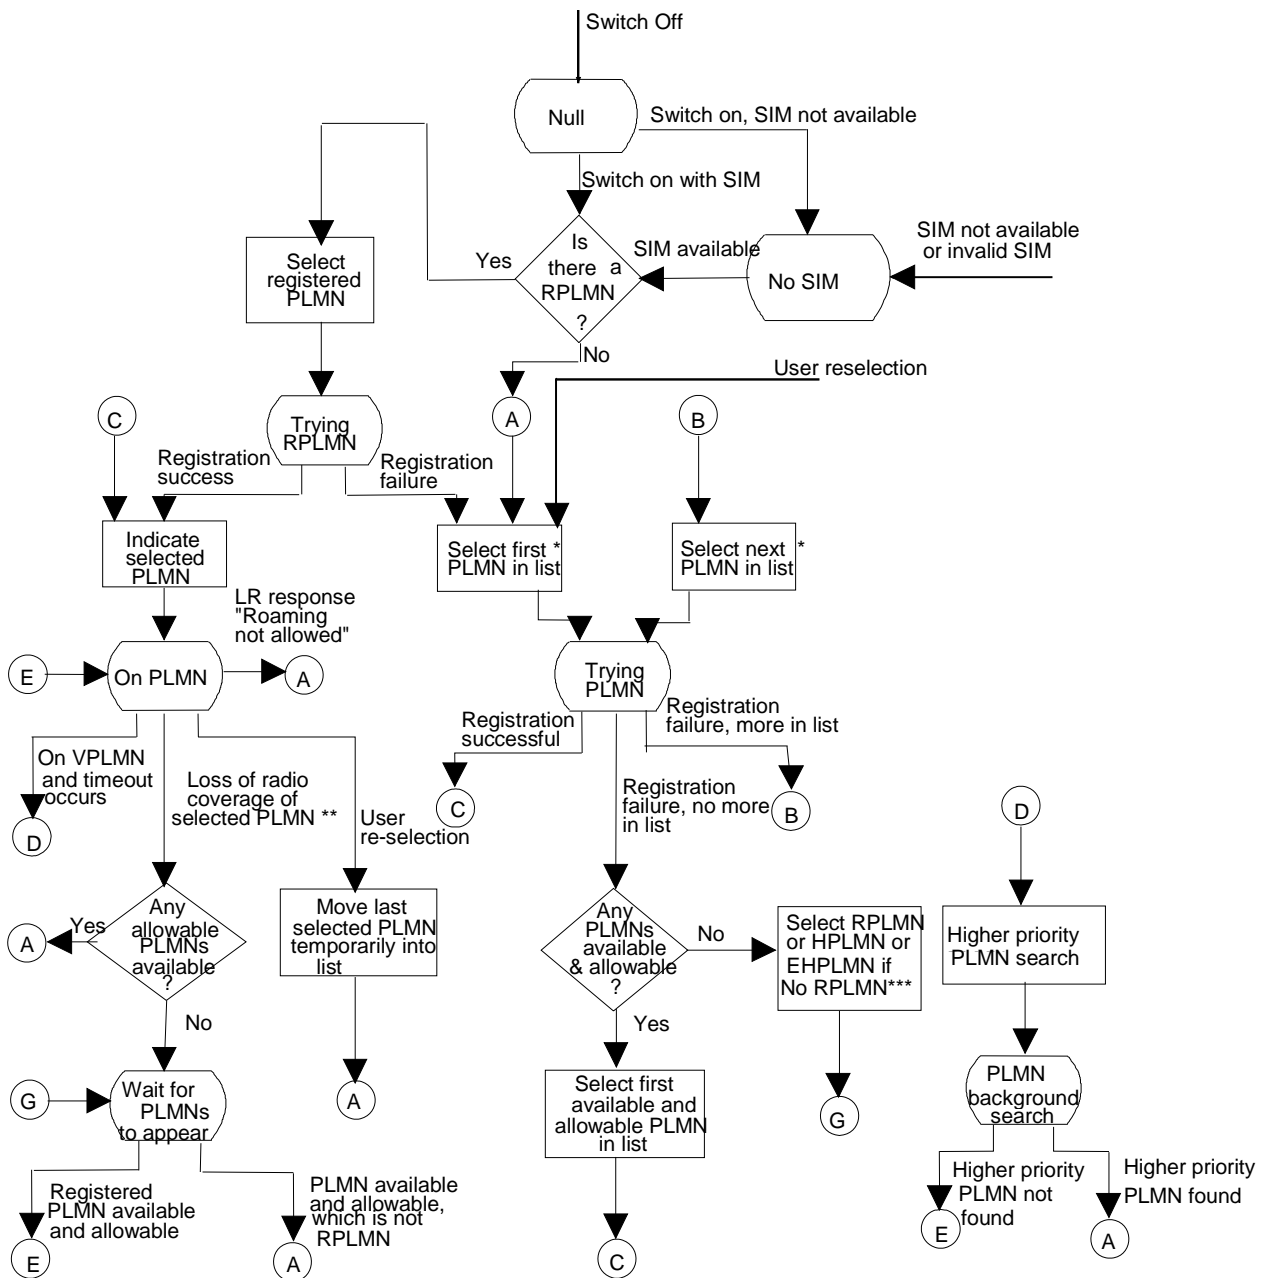 Switch Off
Null
Switch on, SIM not available
Switch on with SIM
SIM not available
or invalid SIM
Is
there a
RPLMN
?
SIM available
No SIM
Yes
Select
registered
PLMN
No
User reselection
C
Trying
RPLMN
A
B
Registration
success
Registration
failure
Indicate
selected
PLMN
Select first *
PLMN in list
Select next *
PLMN in list
LR response
"Roaming
not allowed"
E
On PLMN
A
Trying
PLMN
Registration
successful
Registration
failure, more in list
On VPLMN
and timeout
occurs
Loss of radio
coverage of
selected PLMN **
User
re-selection
Registration
failure, no more
in list
D
C
B
D
Any
allowable
PLMNs
available
?
Yes
A
Move last
selected PLMN
temporarily into
list
Any
PLMNs
available
& allowable
?
No
Select RPLMN
or HPLMN or
EHPLMN if
No RPLMN***
Higher priority
PLMN search
No
Yes
G
Wait for
PLMNs
to appear
A
Select first
available and
allowable PLMN
in list
G
PLMN
background
search
Registered
PLMN available
and allowable
PLMN available
and allowable,
which is not
RPLMN
Higher priority
PLMN not
found
Higher priority
PLMN found
E
A
C
E
A